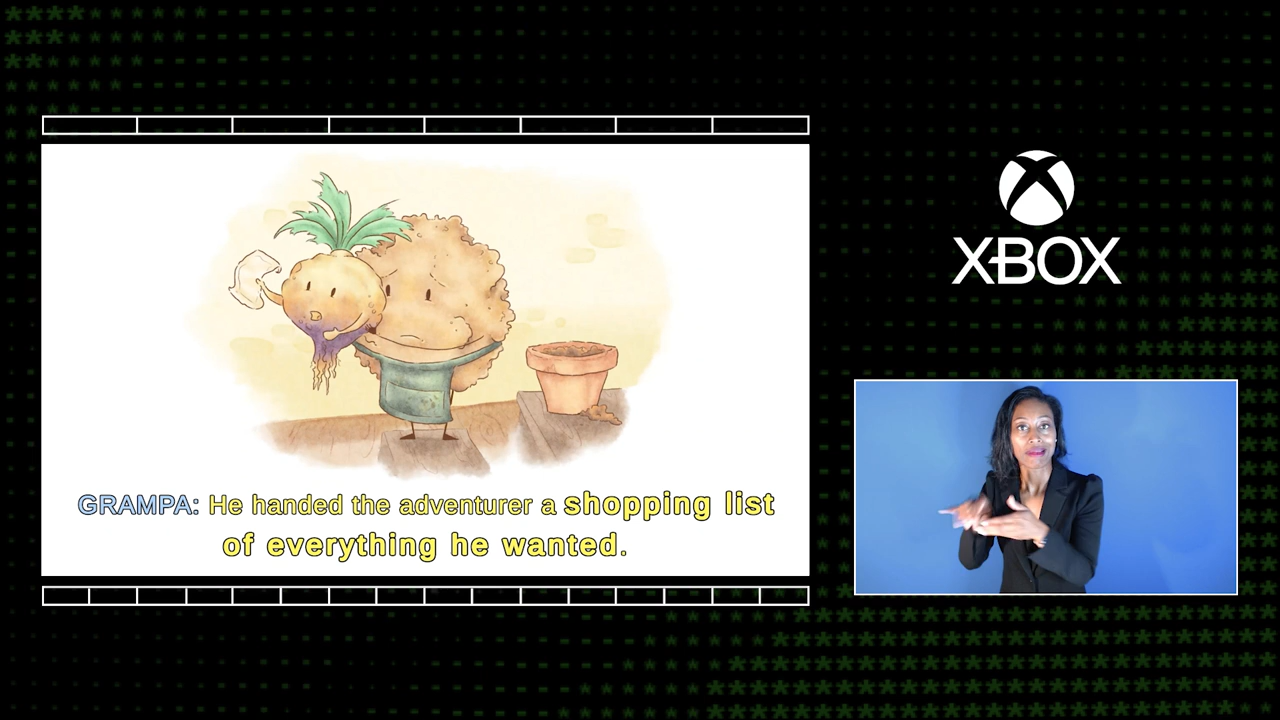 XBOX
GRAMPA: He handed the adventurer a shopping list
of everything he wanted.